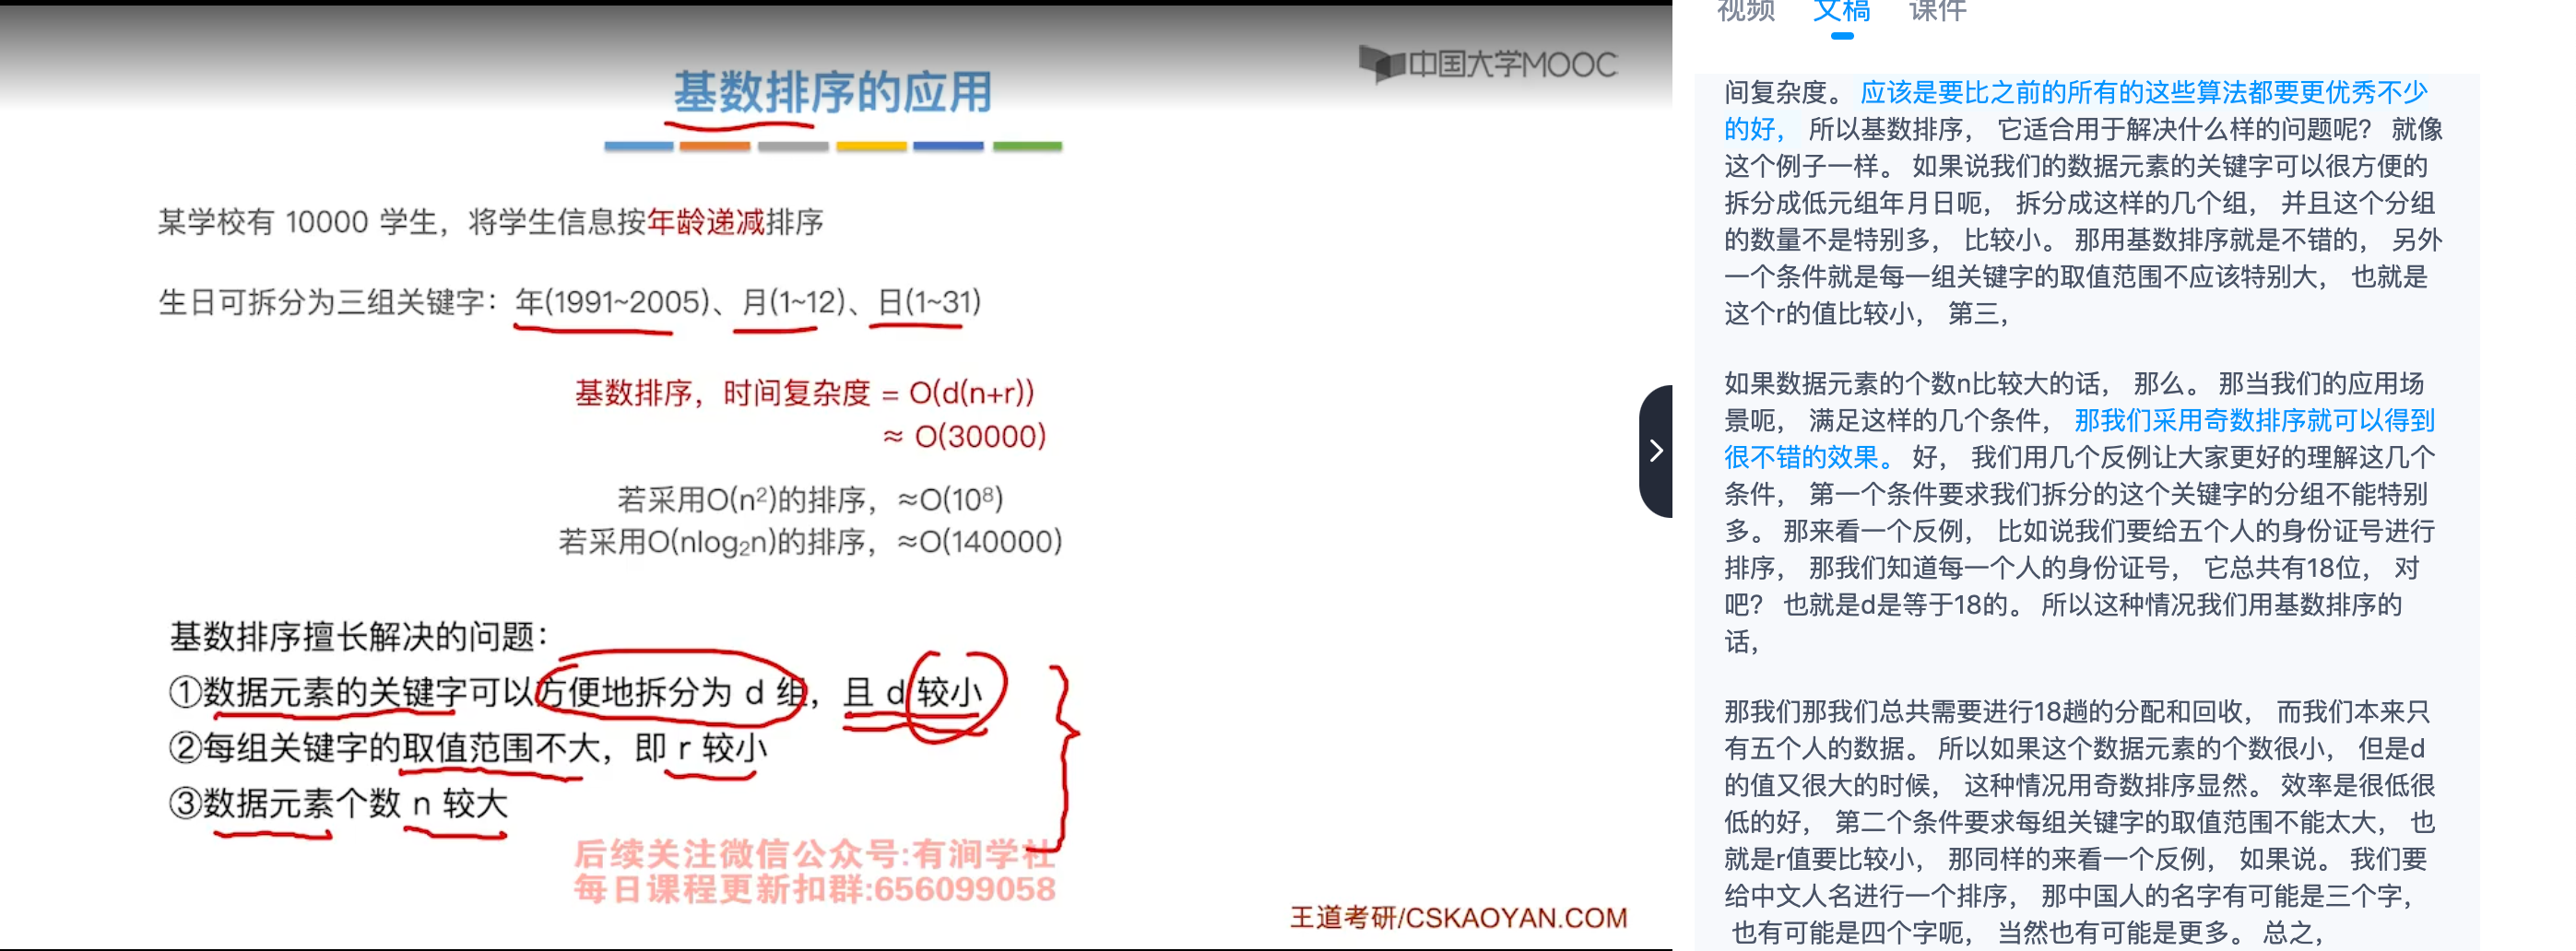 基数排序的应用
中国大学MOOC
某学校有 10000 学生，将学生信息按年龄递减排序
生日可拆分为三组关键字：年(1991~2005)、月(1~12)、日(1~31)
基数排序，时间复杂度 = O(d(n+r))
≈ O(30000)
若采用O(n²)的排序，≈O(10⁸)
若采用O(nlog₂n)的排序，≈O(140000)
基数排序擅长解决的问题：
①数据元素的关键字可以方便地拆分为 d 组，且 d 较小
②每组关键字的取值范围不大，即 r 较小
③数据元素个数 n 较大
后续关注微信公众号:有涧学社
每日课程更新扣群:656099058
王道考研/CSKAOYAN.COM
视频 文稿 课件
间复杂度。 应该是要比之前的所有的这些算法都要更优秀不少
的好， 所以基数排序， 它适合用于解决什么样的问题呢？ 就像
这个例子一样。 如果说我们的数据元素的关键字可以很方便的
拆分成低元组年月日呃， 拆分成这样的几个组， 并且这个分组
的数量不是特别多， 比较小。 那用基数排序就是不错的， 另外
一个条件就是每一组关键字的取值范围不应该特别大， 也就是
这个r的值比较小， 第三，
如果数据元素的个数n比较大的话， 那么。 那当我们的应用场
景呃， 满足这样的几个条件， 那我们采用奇数排序就可以得到
很不错的效果。 好， 我们用几个反例让大家更好的理解这几个
条件， 第一个条件要求我们拆分的这个关键字的分组不能特别
多。 那来看一个反例， 比如说我们要给五个人的身份证号进行
排序， 那我们知道每一个人的身份证号， 它总共有18位， 对
吧？ 也就是d是等于18的。 所以这种情况我们用基数排序的
话，
那我们那我们总共需要进行18趟的分配和回收， 而我们本来只
有五个人的数据。 所以如果这个数据元素的个数很小， 但是d
的值又很大的时候， 这种情况用奇数排序显然。 效率是很低很
低的好， 第二个条件要求每组关键字的取值范围不能太大， 也
就是r值要比较小， 那同样的来看一个反例， 如果说。 我们要
给中文人名进行一个排序， 那中国人的名字有可能是三个字，
也有可能是四个字呃， 当然也有可能是更多。 总之，